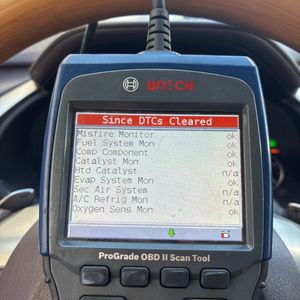 BOSCH
Since DTCs Cleared
Misfire Monitor ok
Fuel System Mon ok
Comp Component ok
Catalyst Mon ok
Htd Catalyst n/a
Evap System Mon ok
Sec Air System n/a
A/C Refrig Mon n/a
Oxygen Sens Mon ok
ProGrade OBD II Scan Tool